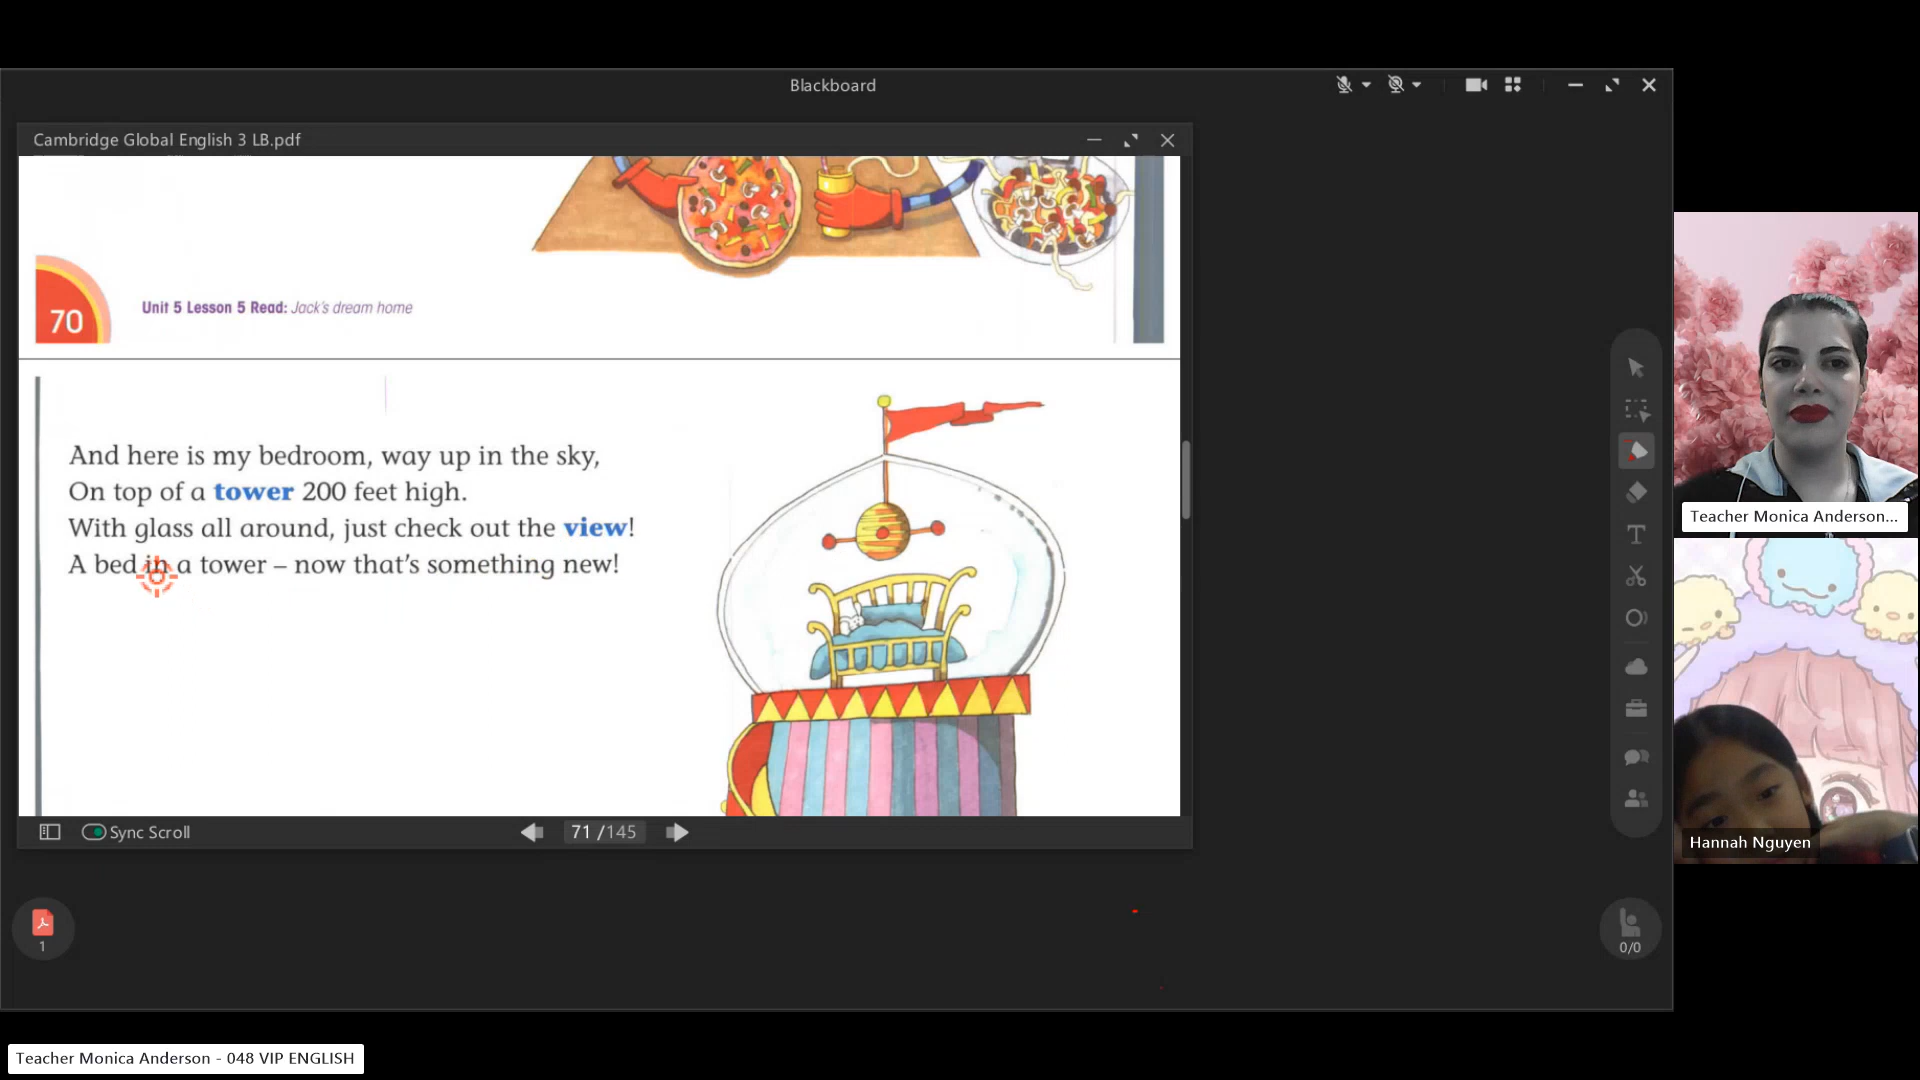 Blackboard
Cambridge Global English 3 LB.pdf
70
Unit 5 Lesson 5 Read: Jack's dream home
And here is my bedroom, way up in the sky,
On top of a tower 200 feet high.
With glass all around, just check out the view!
A bed in a tower – now that's something new!
Sync Scroll
71 /145
1
T
0/0
Teacher Monica Anderson...
Hannah Nguyen
Teacher Monica Anderson - 048 VIP ENGLISH